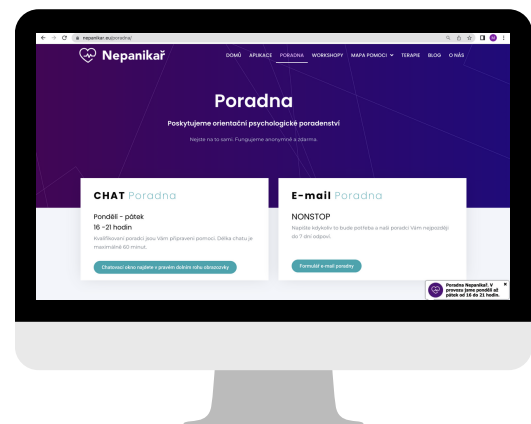 nepanikar.eu/poradna/
Nepanikař
DOMŮ APLIKACE PORADNA WORKSHOPY MAPA POMOCI TERAPIE BLOG O NÁS
Poradna
Poskytujeme orientační psychologické poradenství
Nejste na to sami. Fungujeme anonymně a zdarma.
CHAT Poradna
Pondělí - pátek
16 -21 hodin
Kvalifikovaní poradci jsou Vám připraveni pomoci. Délka chatu je
maximálně 60 minut.
Chatovací okno najdete v pravém dolním rohu obrazovky
E-mail Poradna
NONSTOP
Napište kdykoliv to bude potřeba a naši poradci Vám nejpozději
do 7 dní odpoví.
Formulář e-mail poradny
Poradna Nepanikař. V
provozu jsme pondělí až
pátek od 16 do 21 hodin.